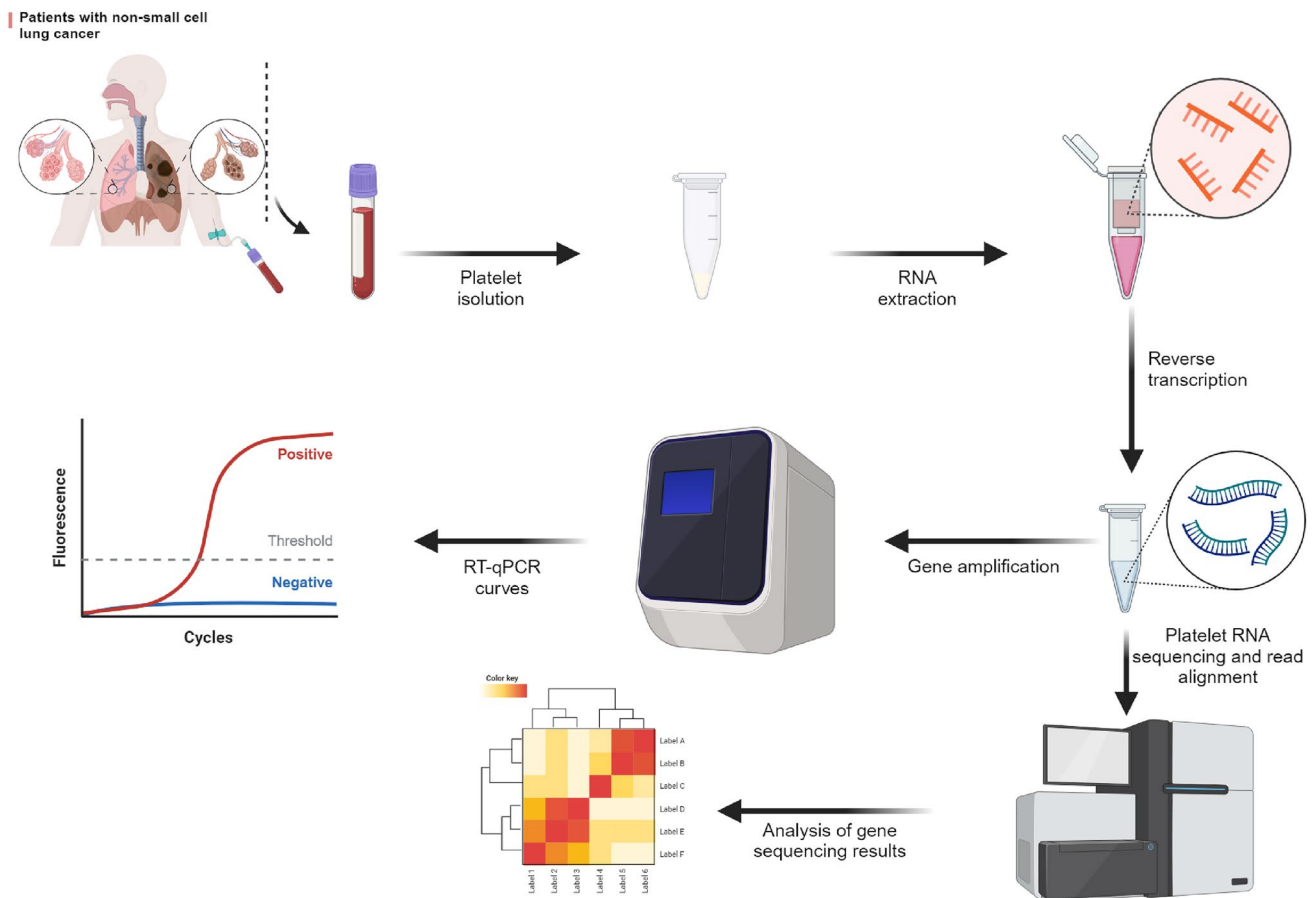 Patients with non-small cell
lung cancer
Platelet
isolution
RNA
extraction
Reverse
transcription
Gene amplification
RT-qPCR
curves
Fluorescence
Positive
Threshold
Negative
Cycles
Platelet RNA
sequencing and read
alignment
Analysis of gene
sequencing results
Color key
Label A
Label B
Label C
Label D
Label E
Label F
Label 1
Label 2
Label 3
Label 4
Label 5
Label 6